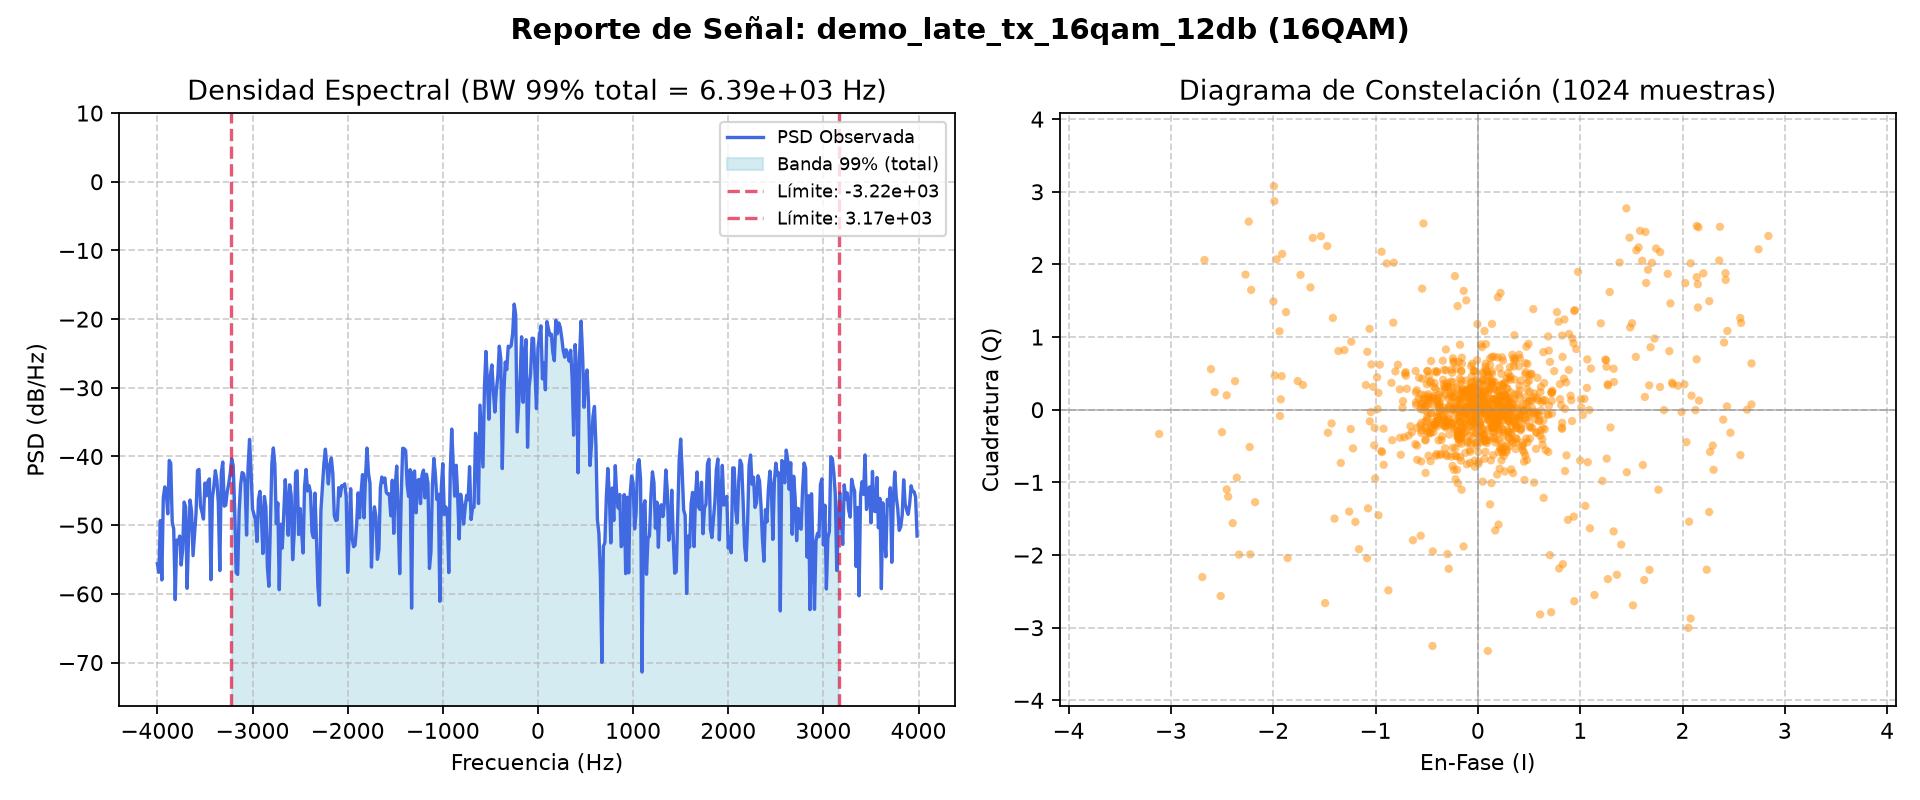 Reporte de Señal: demo_late_tx_16qam_12db (16QAM)
Densidad Espectral (BW 99% total = 6.39e+03 Hz)
PSD (dB/Hz)
10
0
−10
−20
−30
−40
−50
−60
−70
PSD Observada
Banda 99% (total)
Límite: -3.22e+03
Límite: 3.17e+03
−4000 −3000 −2000 −1000 0 1000 2000 3000 4000
Frecuencia (Hz)
Diagrama de Constelación (1024 muestras)
Cuadratura (Q)
4
3
2
1
0
−1
−2
−3
−4
−4 −3 −2 −1 0 1 2 3 4
En-Fase (I)